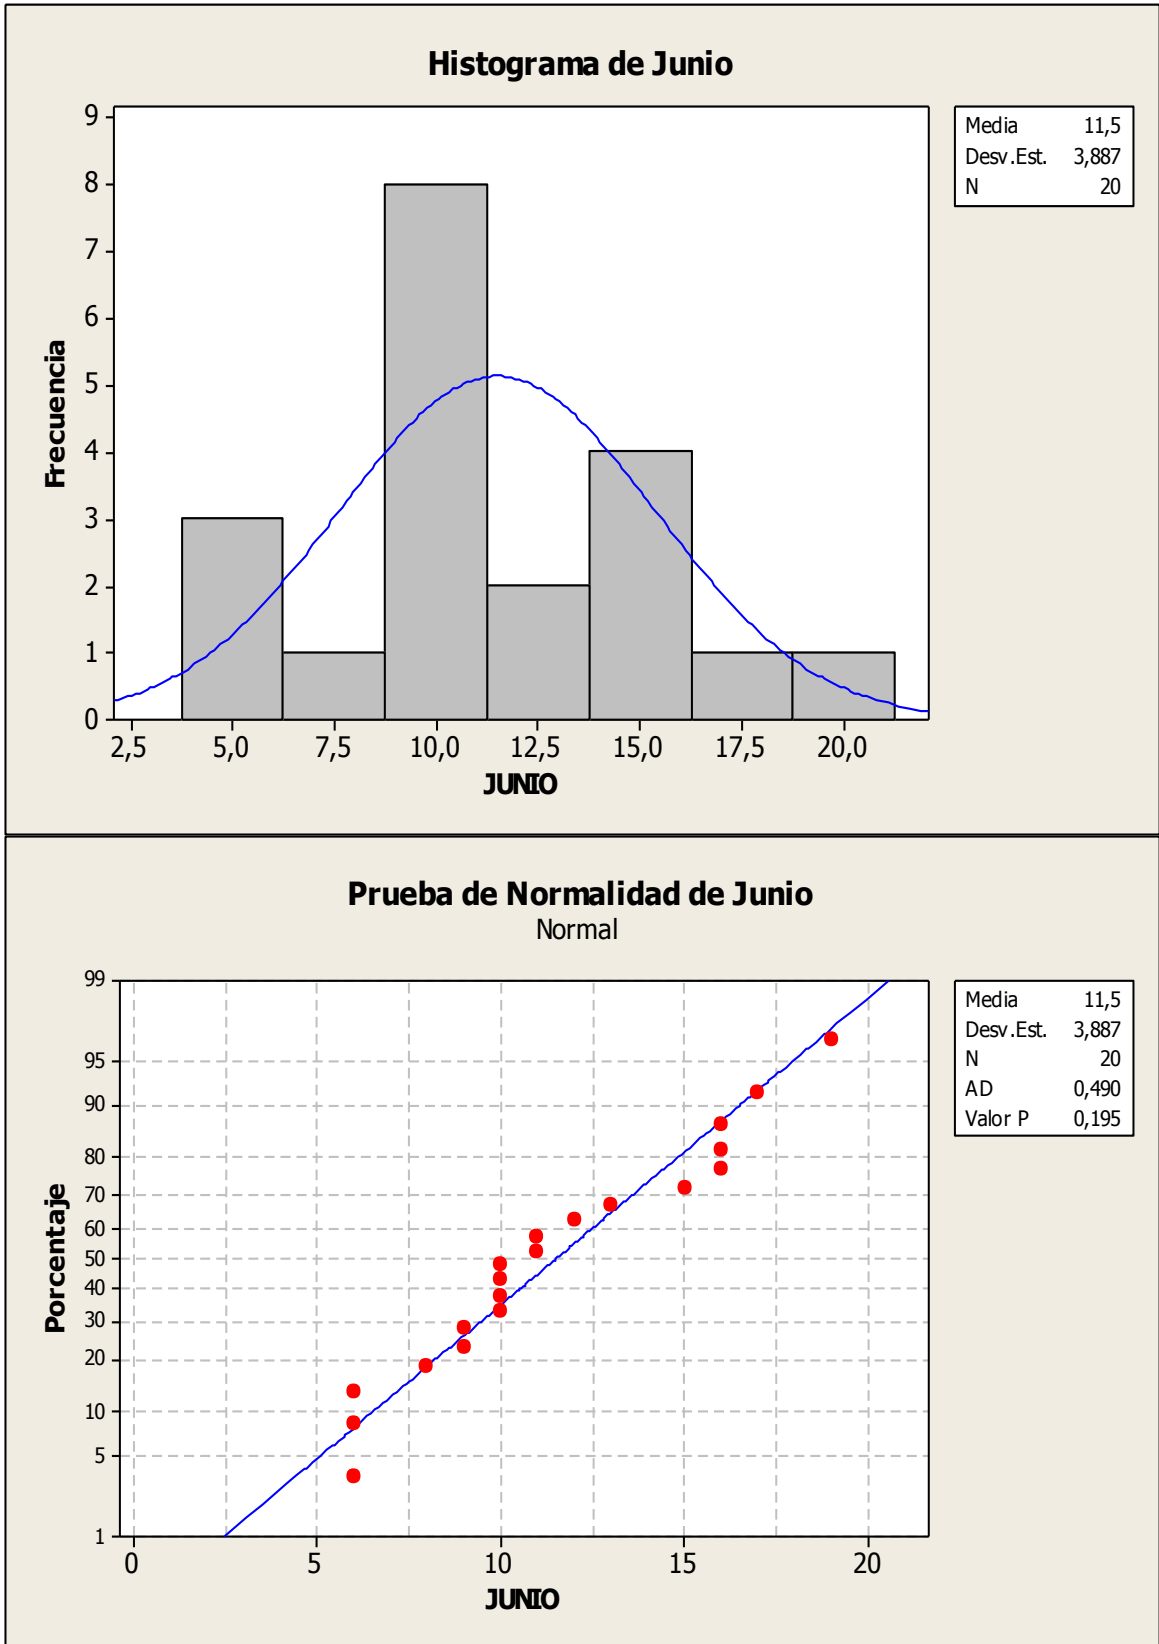 Histograma de Junio
Media 11,5
Desv.Est. 3,887
N 20
Frecuencia
9
8
7
6
5
4
3
2
1
0
2,5 5,0 7,5 10,0 12,5 15,0 17,5 20,0
JUNIO
Prueba de Normalidad de Junio
Normal
Media 11,5
Desv.Est. 3,887
N 20
AD 0,490
Valor P 0,195
Porcentaje
99
95
90
80
70
60
50
40
30
20
10
5
1
0 5 10 15 20
JUNIO